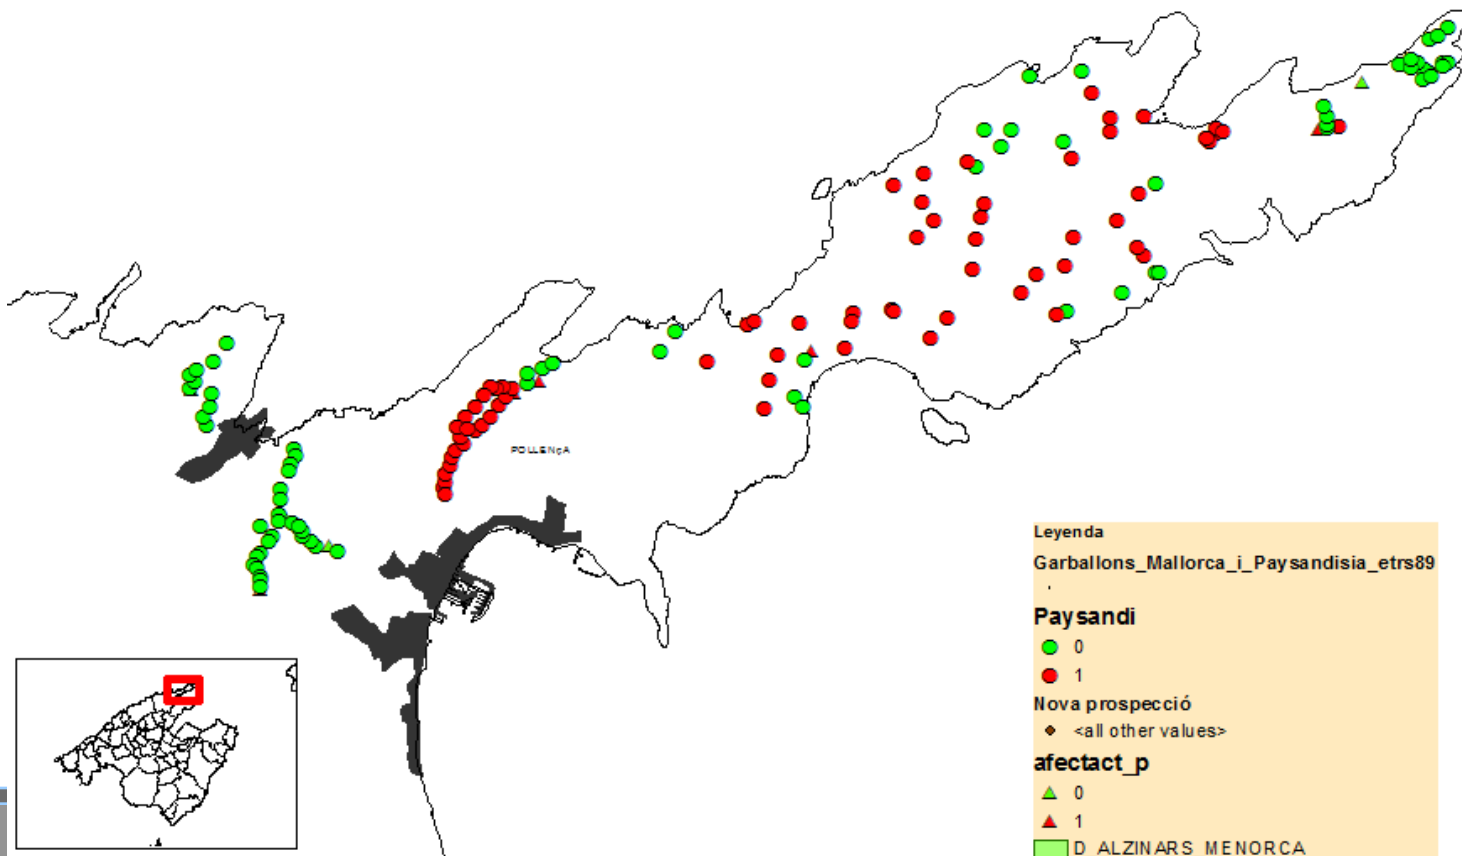 POLLENÇA
Leyenda
Garballons_Mallorca_i_Paysandisia_etrs89
Paysandi
0
1
Nova prospecció
<all other values>
afectact_p
0
1
D_ALZINARS_MENORCA